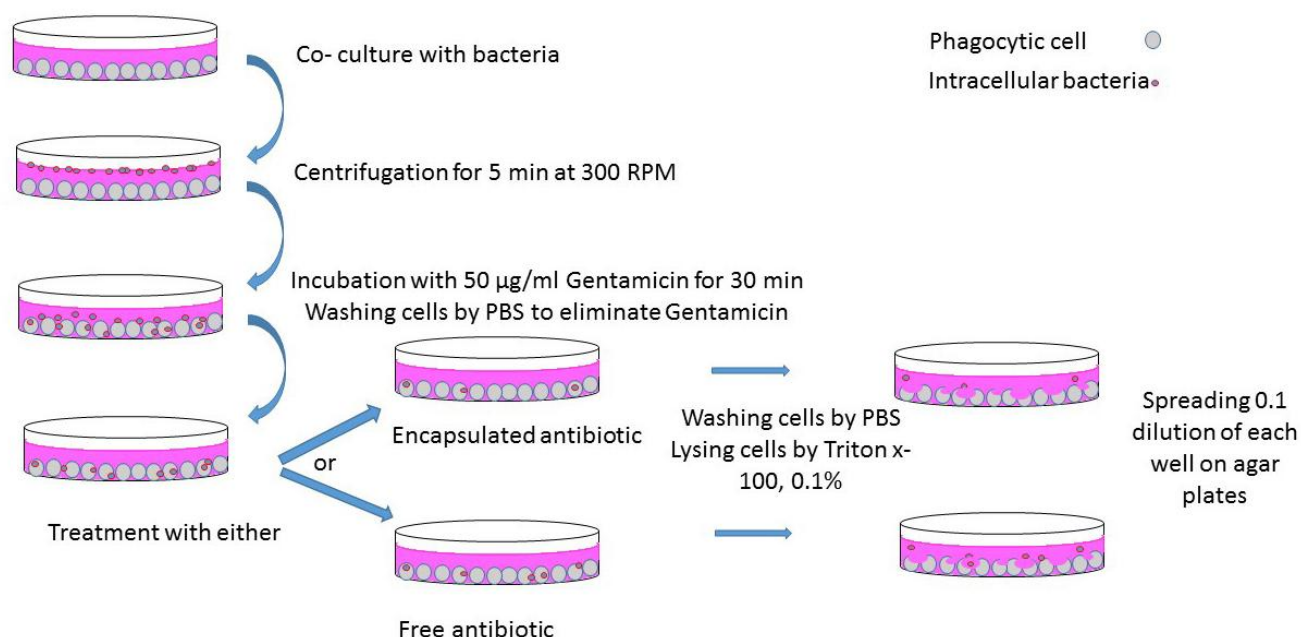 Co- culture with bacteria
Phagocytic cell
Intracellular bacteria
Centrifugation for 5 min at 300 RPM
Incubation with 50 µg/ml Gentamicin for 30 min
Washing cells by PBS to eliminate Gentamicin
Treatment with either
or
Encapsulated antibiotic
Free antibiotic
Washing cells by PBS
Lysing cells by Triton x-
100, 0.1%
Spreading 0.1
dilution of each
well on agar
plates